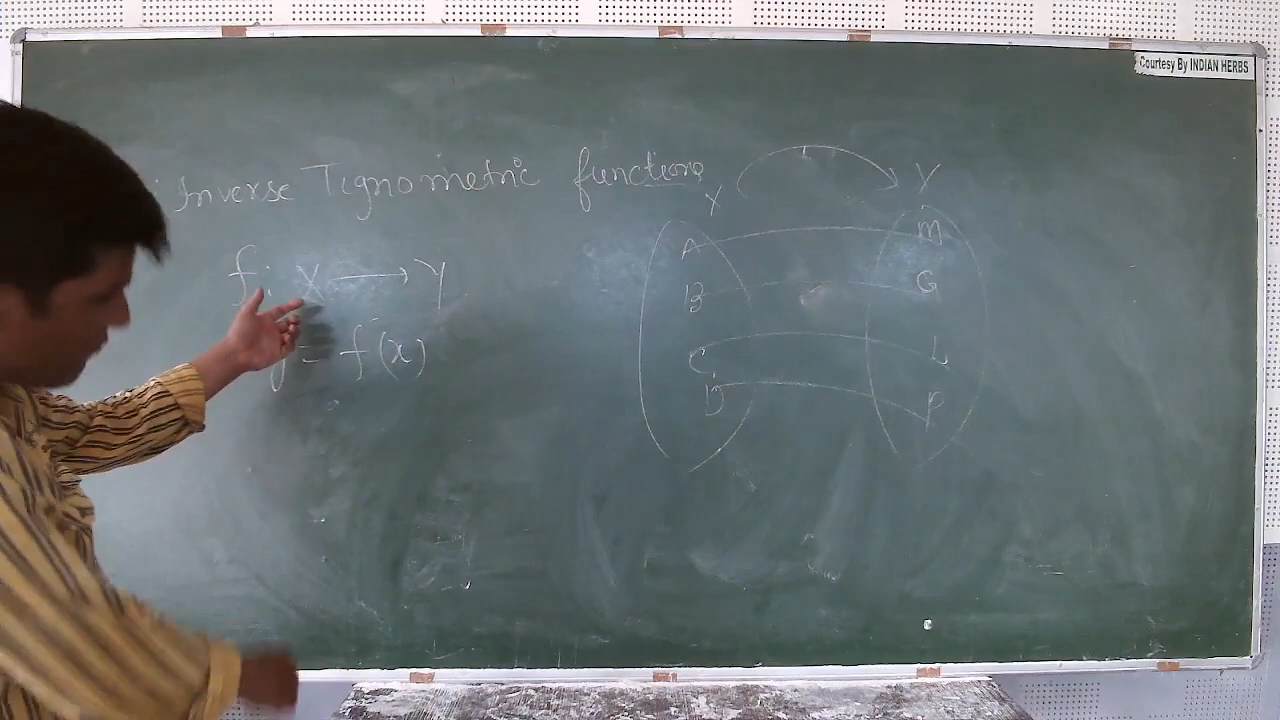 Courtesy By INDIAN HERBS
Inverse Tignometric functions
f: X → Y
y = f(x)
X Y
A M
B G
C L
D P